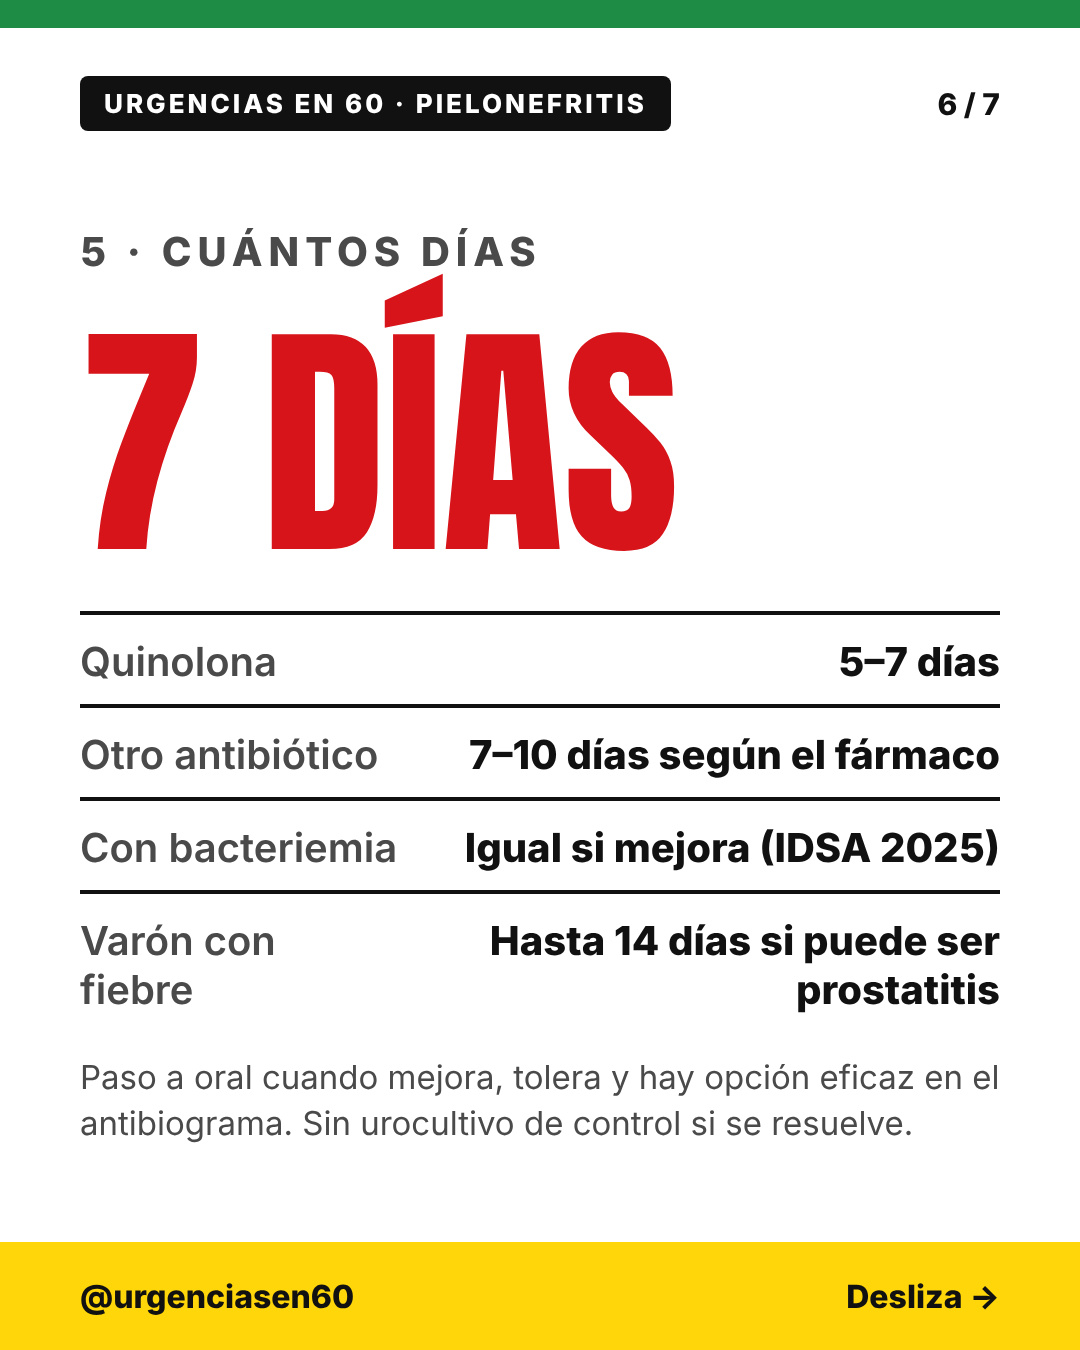 URGENCIAS EN 60 · PIELONEFRITIS
6 / 7
5 · CUÁNTOS DÍAS
7 DÍAS
Quinolona 5–7 días
Otro antibiótico 7–10 días según el fármaco
Con bacteriemia Igual si mejora (IDSA 2025)
Varón con fiebre Hasta 14 días si puede ser prostatitis
Paso a oral cuando mejora, tolera y hay opción eficaz en el
antibiograma. Sin urocultivo de control si se resuelve.
@urgenciasen60
Desliza →